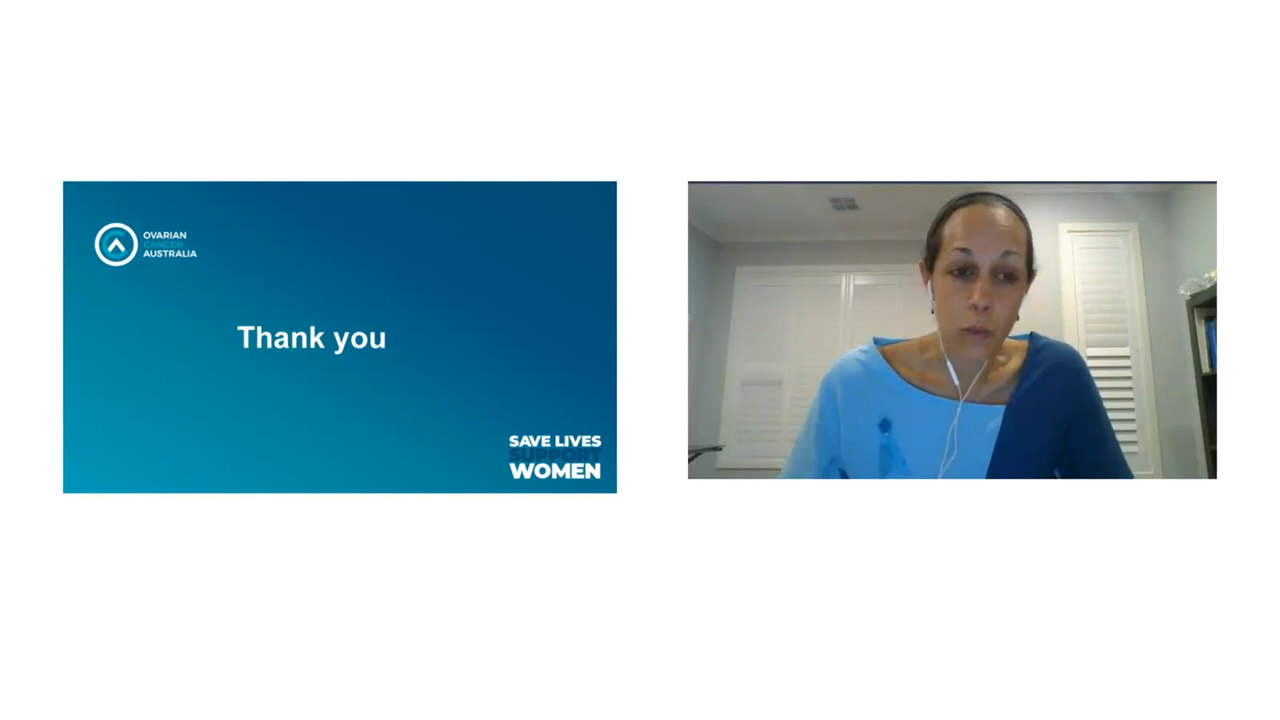 OVARIAN
CANCER
AUSTRALIA
Thank you
SAVE LIVES
SUPPORT
WOMEN